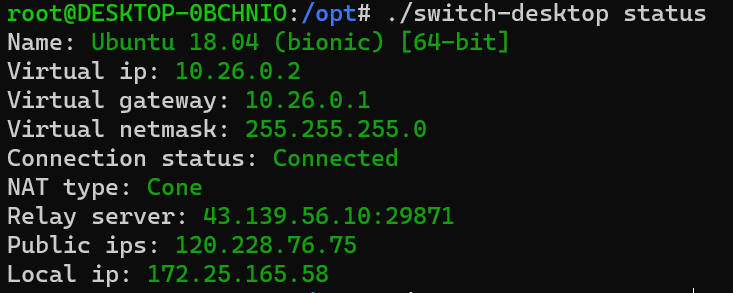 root@DESKTOP-0BCHNIO:/opt# ./switch-desktop status
Name: Ubuntu 18.04 (bionic) [64-bit]
Virtual ip: 10.26.0.2
Virtual gateway: 10.26.0.1
Virtual netmask: 255.255.255.0
Connection status: Connected
NAT type: Cone
Relay server: 43.139.56.10:29871
Public ips: 120.228.76.75
Local ip: 172.25.165.58